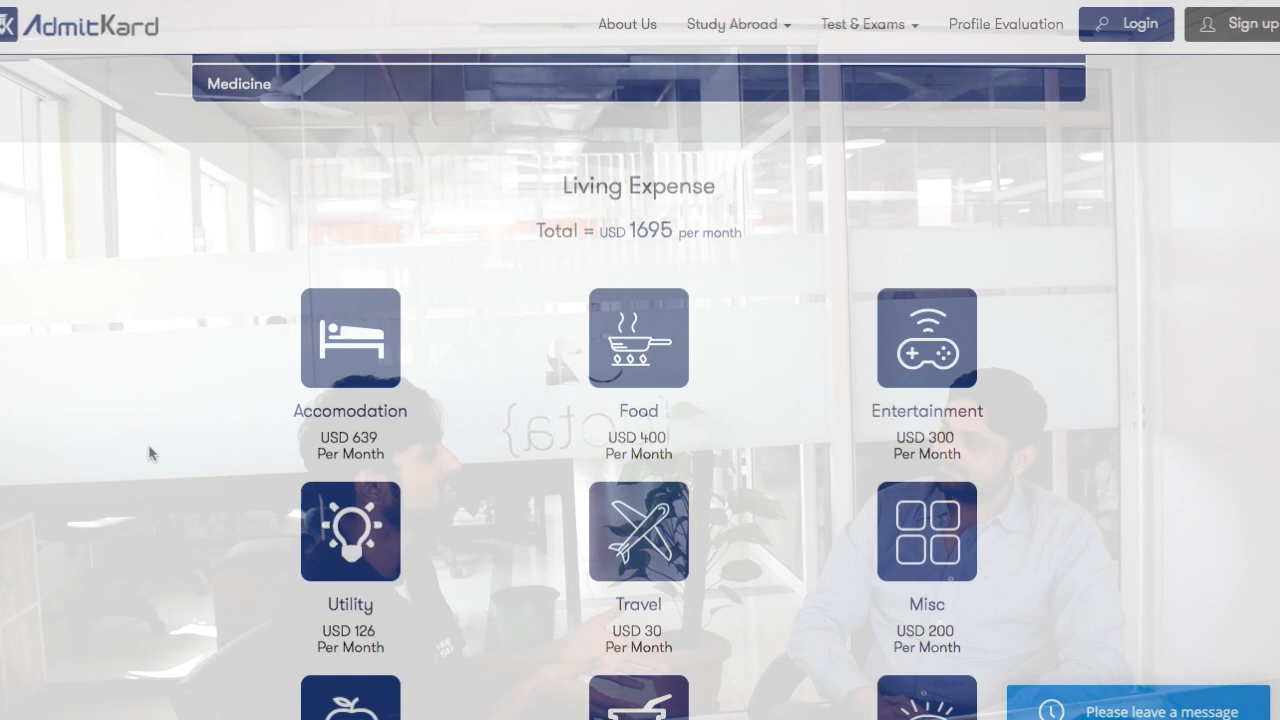 AdmitKard
About Us
Study Abroad
Test & Exams
Profile Evaluation
Login
Sign up
Medicine
Living Expense
Total = USD 1695 per month
Accomodation
USD 639
Per Month
Food
USD 400
Per Month
Entertainment
USD 300
Per Month
Utility
USD 126
Per Month
Travel
USD 30
Per Month
Misc
USD 200
Per Month
Please leave a message